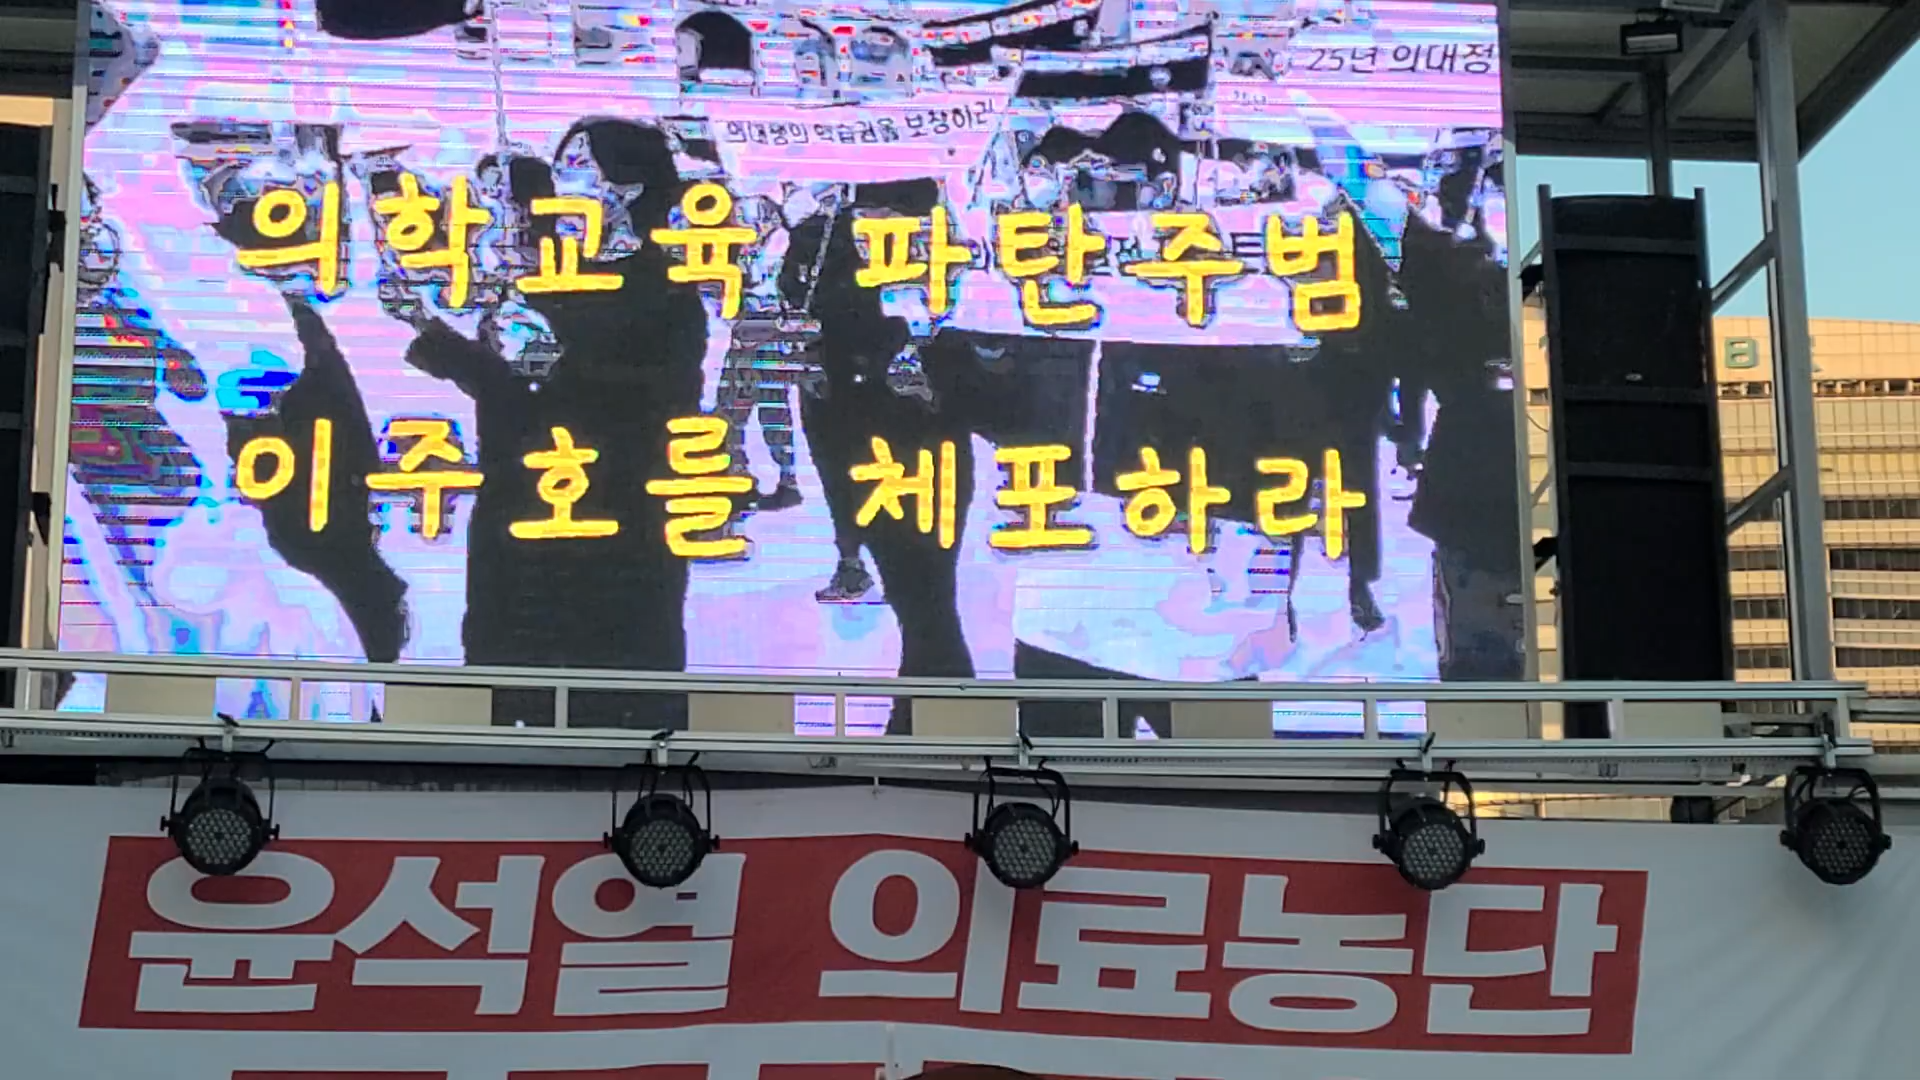 25년 의대정
의대생의 학습권을 보장하라
의학교육 파탄주범
이주호를 체포하라
B
윤석열 의료농단